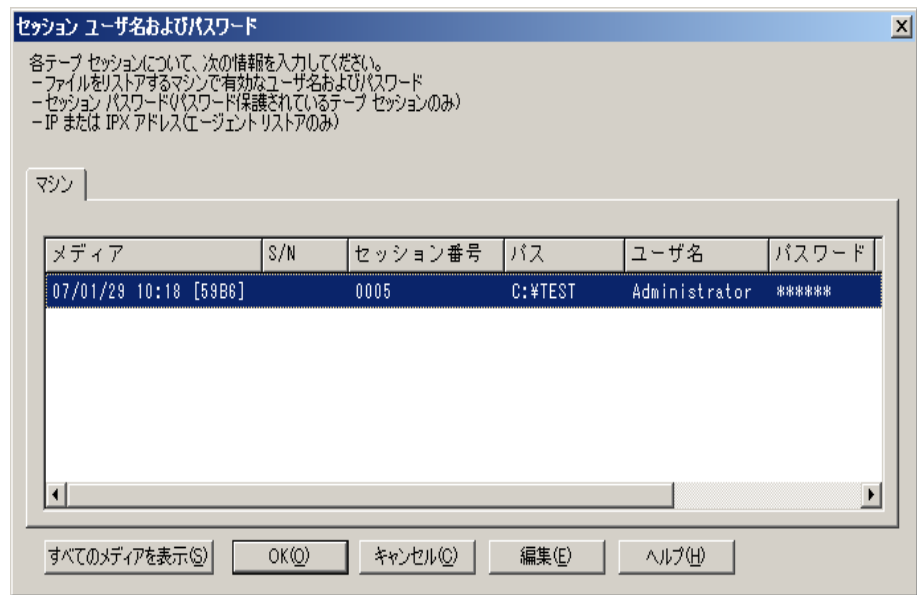 セッション ユーザ名およびパスワード
各テープ セッションについて、次の情報を入力してください。
－ファイルをリストアするマシンで有効なユーザ名およびパスワード
－セッション パスワード(パスワード保護されているテープ セッションのみ)
－IP または IPX アドレス(エージェント リストアのみ)
マシン
メディア S/N セッション番号 パス ユーザ名 パスワード
07/01/29 10:18 [59B6] 0005 C:¥TEST Administrator ******
すべてのメディアを表示(S) OK(O) キャンセル(C) 編集(E) ヘルプ(H)